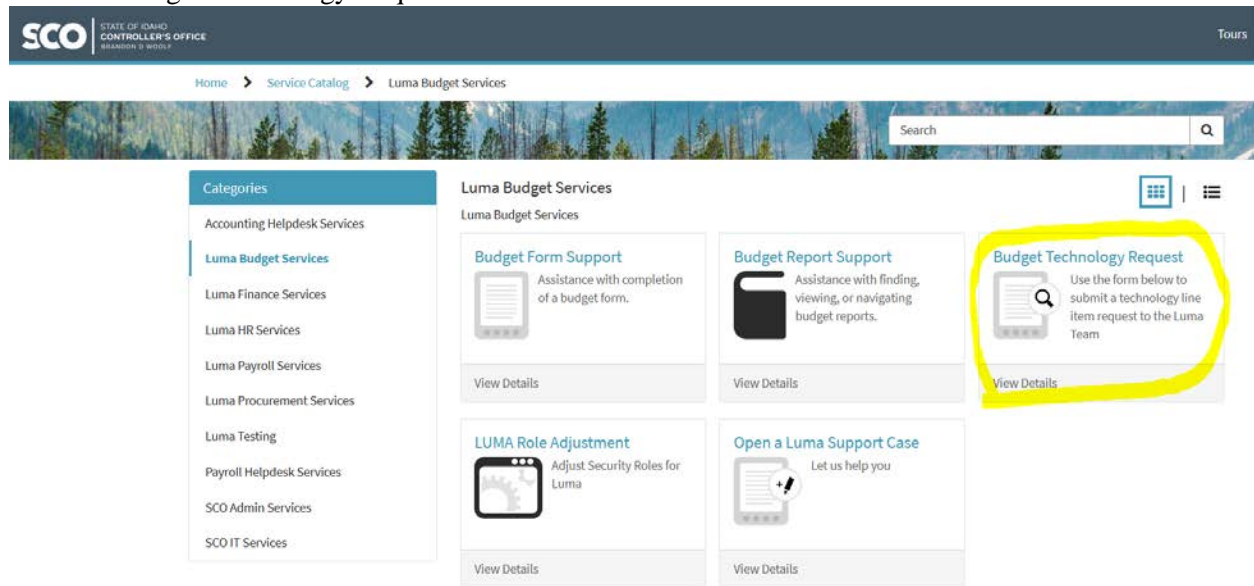 SCO
STATE OF IDAHO
CONTROLLER'S OFFICE
BRANDON D WOOLF
Tours
Home > Service Catalog > Luma Budget Services
Search
Categories
Accounting Helpdesk Services
Luma Budget Services
Luma Finance Services
Luma HR Services
Luma Payroll Services
Luma Procurement Services
Luma Testing
Payroll Helpdesk Services
SCO Admin Services
SCO IT Services
Luma Budget Services
Luma Budget Services
Budget Form Support
Assistance with completion
of a budget form.
View Details
Budget Report Support
Assistance with finding,
viewing, or navigating
budget reports.
View Details
Budget Technology Request
Use the form below to
submit a technology line
item request to the Luma
Team
View Details
LUMA Role Adjustment
Adjust Security Roles for
Luma
View Details
Open a Luma Support Case
Let us help you
View Details